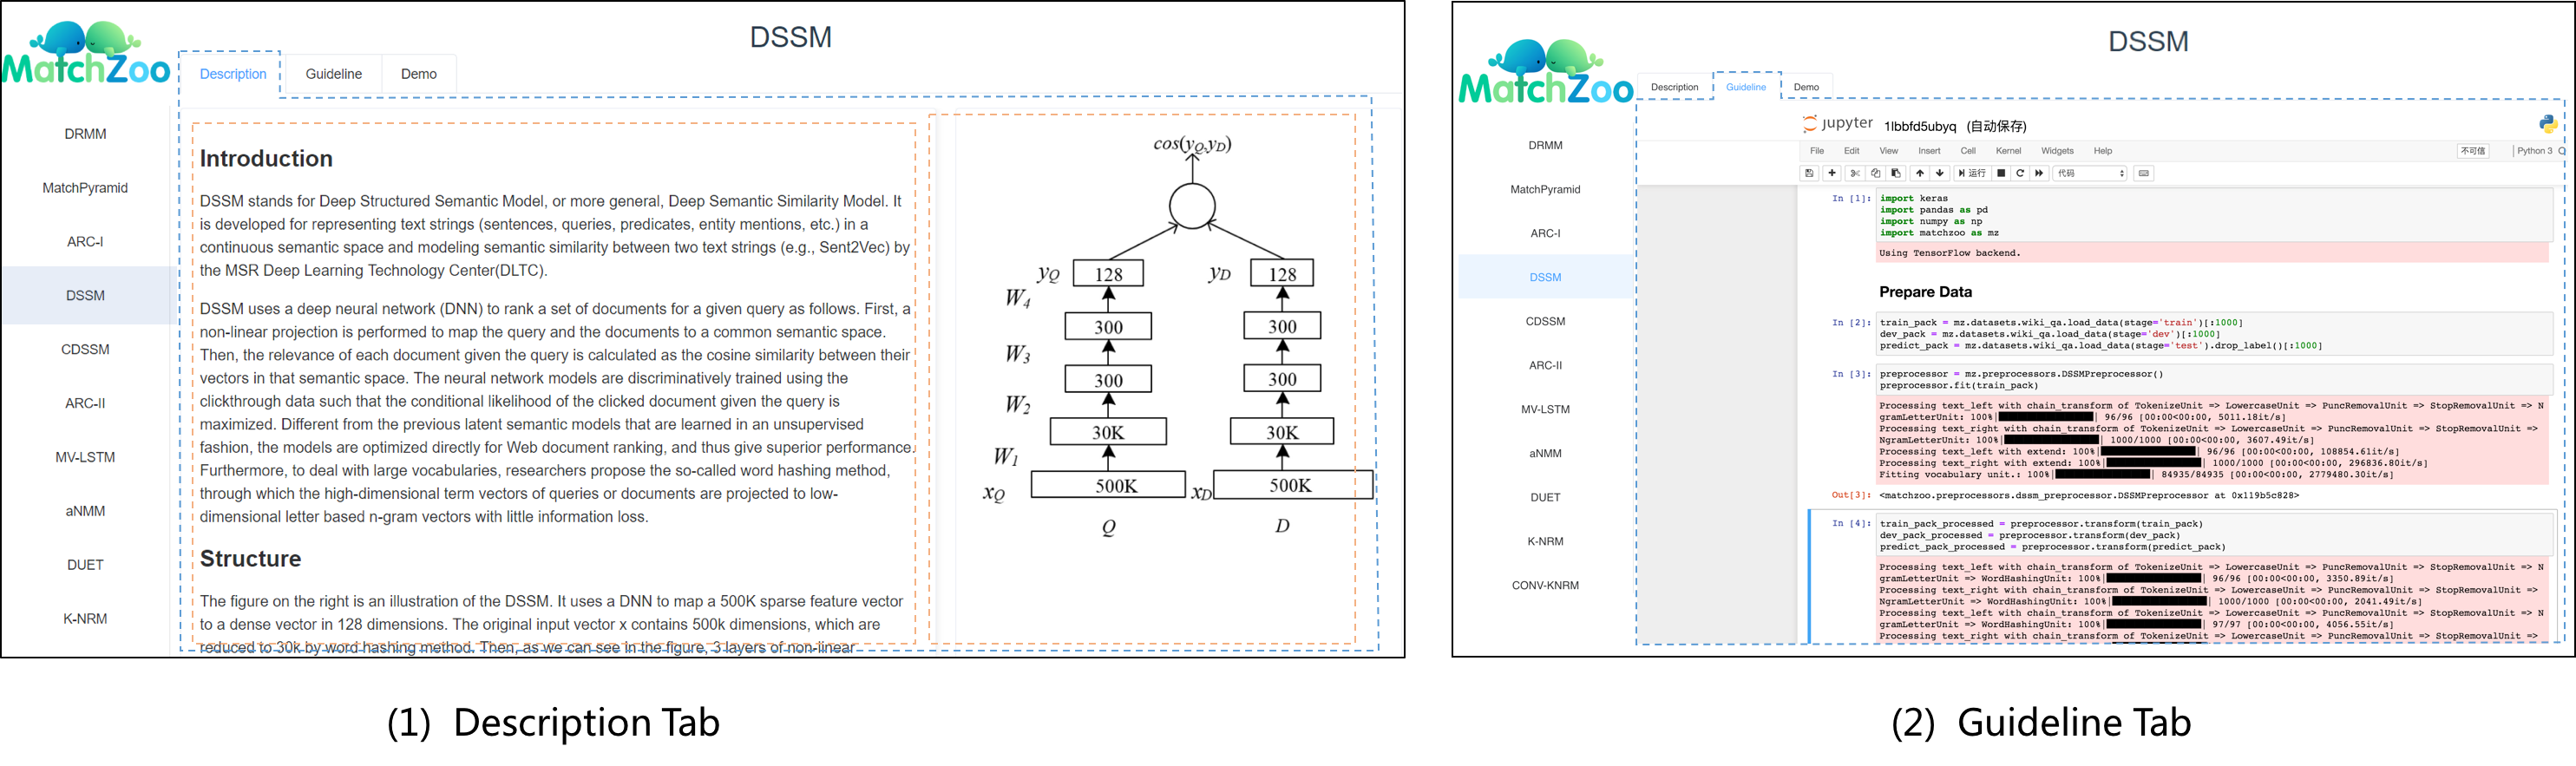 MatchZoo
DSSM
Description
Guideline
Demo
DRMM
MatchPyramid
ARC-I
DSSM
CDSSM
ARC-II
MV-LSTM
aNMM
DUET
K-NRM
Introduction
DSSM stands for Deep Structured Semantic Model, or more general, Deep Semantic Similarity Model. It
is developed for representing text strings (sentences, queries, predicates, entity mentions, etc.) in a
continuous semantic space and modeling semantic similarity between two text strings (e.g., Sent2Vec) by
the MSR Deep Learning Technology Center(DLTC).
DSSM uses a deep neural network (DNN) to rank a set of documents for a given query as follows. First, a
non-linear projection is performed to map the query and the documents to a common semantic space.
Then, the relevance of each document given the query is calculated as the cosine similarity between their
vectors in that semantic space. The neural network models are discriminatively trained using the
clickthrough data such that the conditional likelihood of the clicked document given the query is
maximized. Different from the previous latent semantic models that are learned in an unsupervised
fashion, the models are optimized directly for Web document ranking, and thus give superior performance.
Furthermore, to deal with large vocabularies, researchers propose the so-called word hashing method,
through which the high-dimensional term vectors of queries or documents are projected to low-
dimensional letter based n-gram vectors with little information loss.
Structure
The figure on the right is an illustration of the DSSM. It uses a DNN to map a 500K sparse feature vector
to a dense vector in 128 dimensions. The original input vector x contains 500k dimensions, which are
reduced to 30k by word hashing method. Then, as we can see in the figure, 3 layers of non-linear
cos(yQ,yD)
yQ 128 yD 128
W4
300 300
W3
300 300
W2
30K 30K
W1
xQ 500K xD 500K
Q D
(1) Description Tab
MatchZoo
DSSM
Description
Guideline
Demo
DRMM
MatchPyramid
ARC-I
DSSM
CDSSM
ARC-II
MV-LSTM
aNMM
DUET
K-NRM
CONV-KNRM
jupyter 1lbbfd5ubyq (自动保存)
File Edit View Insert Cell Kernel Widgets Help 不可信 Python 3
运行 代码
In [1]: import keras
import pandas as pd
import numpy as np
import matchzoo as mz
Using TensorFlow backend.
Prepare Data
In [2]: train_pack = mz.datasets.wiki_qa.load_data(stage='train')[:1000]
dev_pack = mz.datasets.wiki_qa.load_data(stage='dev')[:1000]
predict_pack = mz.datasets.wiki_qa.load_data(stage='test').drop_label()[:1000]
In [3]: preprocessor = mz.preprocessors.DSSMPreprocessor()
preprocessor.fit(train_pack)
Processing text_left with chain_transform of TokenizeUnit => LowercaseUnit => PuncRemovalUnit => StopRemovalUnit => N
gramLetterUnit: 100%|██████████| 96/96 [00:00<00:00, 5011.18it/s]
Processing text_right with chain_transform of TokenizeUnit => LowercaseUnit => PuncRemovalUnit => StopRemovalUnit =>
NgramLetterUnit: 100%|██████████| 1000/1000 [00:00<00:00, 3607.49it/s]
Processing text_left with extend: 100%|██████████| 96/96 [00:00<00:00, 108854.61it/s]
Processing text_right with extend: 100%|██████████| 1000/1000 [00:00<00:00, 296836.80it/s]
Fitting vocabulary unit.: 100%|██████████| 84935/84935 [00:00<00:00, 2779480.30it/s]
Out[3]: <matchzoo.preprocessors.dssm_preprocessor.DSSMPreprocessor at 0x119b5c828>
In [4]: train_pack_processed = preprocessor.transform(train_pack)
dev_pack_processed = preprocessor.transform(dev_pack)
predict_pack_processed = preprocessor.transform(predict_pack)
Processing text_left with chain_transform of TokenizeUnit => LowercaseUnit => PuncRemovalUnit => StopRemovalUnit => N
gramLetterUnit => WordHashingUnit: 100%|██████████| 96/96 [00:00<00:00, 3350.89it/s]
Processing text_right with chain_transform of TokenizeUnit => LowercaseUnit => PuncRemovalUnit => StopRemovalUnit =>
NgramLetterUnit => WordHashingUnit: 100%|██████████| 1000/1000 [00:00<00:00, 2041.49it/s]
Processing text_left with chain_transform of TokenizeUnit => LowercaseUnit => PuncRemovalUnit => StopRemovalUnit => N
gramLetterUnit => WordHashingUnit: 100%|██████████| 97/97 [00:00<00:00, 4056.55it/s]
Processing text_right with chain_transform of TokenizeUnit => LowercaseUnit => PuncRemovalUnit => StopRemovalUnit =>
(2) Guideline Tab